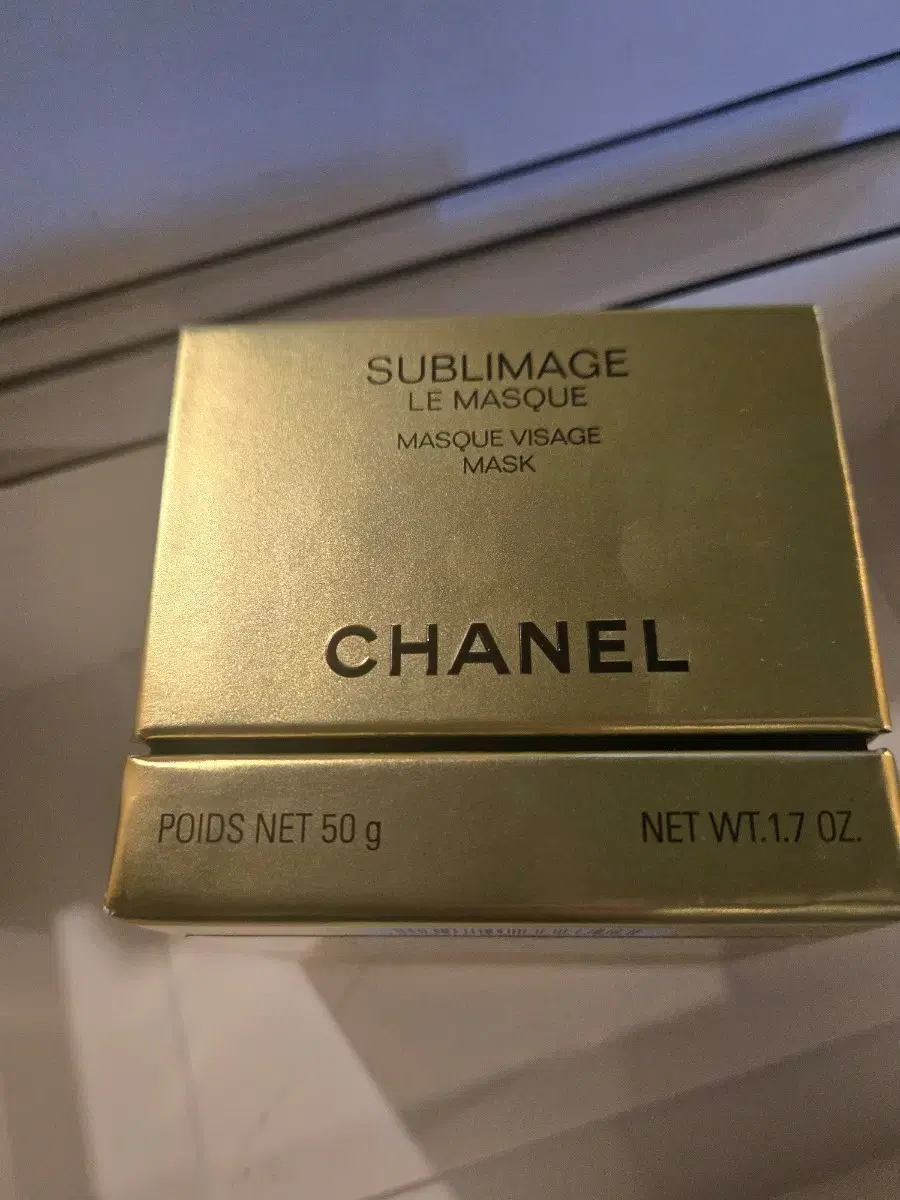 SUBLIMAGE
LE MASQUE
MASQUE VISAGE
MASK
CHANEL
POIDS NET 50 g
NET WT.1.7 OZ.